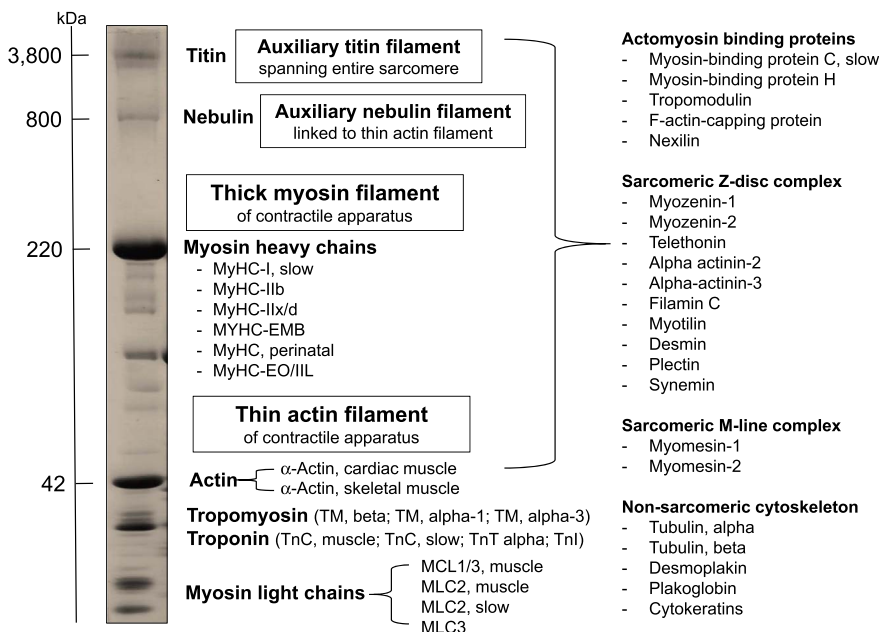 kDa
3,800
800
220
42
Titin
Auxiliary titin filament
spanning entire sarcomere
Nebulin
Auxiliary nebulin filament
linked to thin actin filament
Thick myosin filament
of contractile apparatus
Myosin heavy chains
- MyHC-I, slow
- MyHC-IIb
- MyHC-IIx/d
- MYHC-EMB
- MyHC, perinatal
- MyHC-EO/IIL
Thin actin filament
of contractile apparatus
Actin
α-Actin, cardiac muscle
α-Actin, skeletal muscle
Tropomyosin (TM, beta; TM, alpha-1; TM, alpha-3)
Troponin (TnC, muscle; TnC, slow; TnT alpha; TnI)
Myosin light chains
MCL1/3, muscle
MLC2, muscle
MLC2, slow
MLC3
Actomyosin binding proteins
- Myosin-binding protein C, slow
- Myosin-binding protein H
- Tropomodulin
- F-actin-capping protein
- Nexilin
Sarcomeric Z-disc complex
- Myozenin-1
- Myozenin-2
- Telethonin
- Alpha actinin-2
- Alpha-actinin-3
- Filamin C
- Myotilin
- Desmin
- Plectin
- Synemin
Sarcomeric M-line complex
- Myomesin-1
- Myomesin-2
Non-sarcomeric cytoskeleton
- Tubulin, alpha
- Tubulin, beta
- Desmoplakin
- Plakoglobin
- Cytokeratins